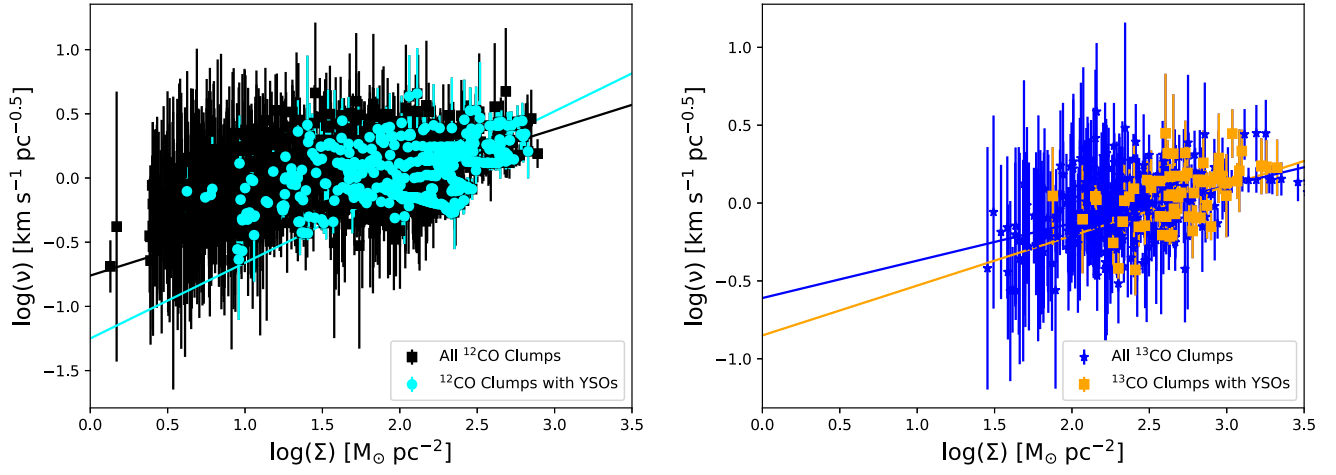 1.0
0.5
0.0
−0.5
−1.0
−1.5
log(ν) [km s⁻¹ pc⁻⁰·⁵]
0.0 0.5 1.0 1.5 2.0 2.5 3.0 3.5
log(Σ) [M⊙ pc⁻²]
All ¹²CO Clumps
¹²CO Clumps with YSOs
1.0
0.5
0.0
−0.5
−1.0
log(ν) [km s⁻¹ pc⁻⁰·⁵]
0.0 0.5 1.0 1.5 2.0 2.5 3.0 3.5
log(Σ) [M⊙ pc⁻²]
All ¹³CO Clumps
¹³CO Clumps with YSOs